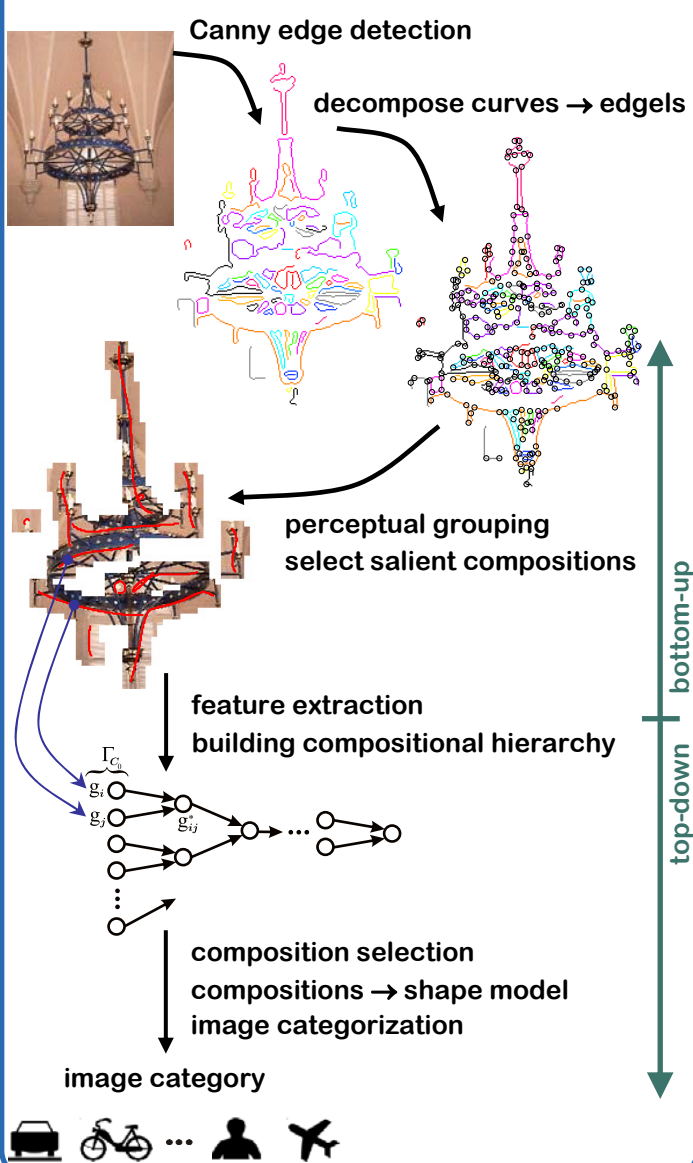 Canny edge detection
decompose curves → edgels
perceptual grouping
select salient compositions
bottom-up
feature extraction
building compositional hierarchy
top-down
Γ_{C_0}
g_i
g_j
g*_{ij}
...
composition selection
compositions → shape model
image categorization
image category
...